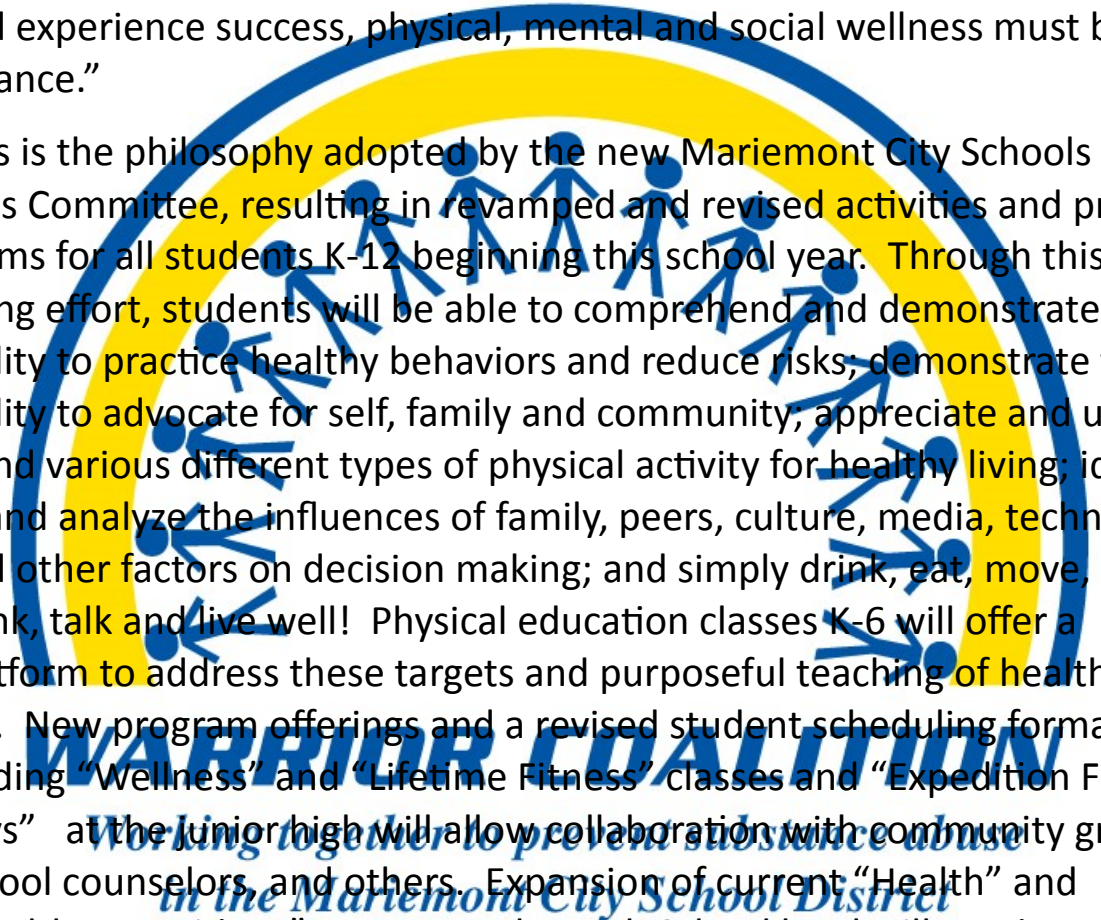 experience success, physical, mental and social wellness must
ance.”
is the philosophy adopted by the new Mariemont City Schools
s Committee, resulting in revamped and revised activities and
ms for all students K-12 beginning this school year. Through this
ng effort, students will be able to comprehend and demonstrate
lity to practice healthy behaviors and reduce risks; demonstrate
lity to advocate for self, family and community; appreciate and u
nd various different types of physical activity for healthy living; id
and analyze the influences of family, peers, culture, media, techn
other factors on decision making; and simply drink, eat, move,
nk, talk and live well! Physical education classes K-6 will offer a
tform to address these targets and purposeful teaching of health
. New program offerings and a revised student scheduling forma
WARRIOR COALITION
ding “Wellness” and “Lifetime Fitness” classes and “Expedition F
ys” at the junior high will allow collaboration with community gr
Working together to prevent substance abuse
ool counselors, and others. Expansion of current “Health” and
in the Mariemont City School District